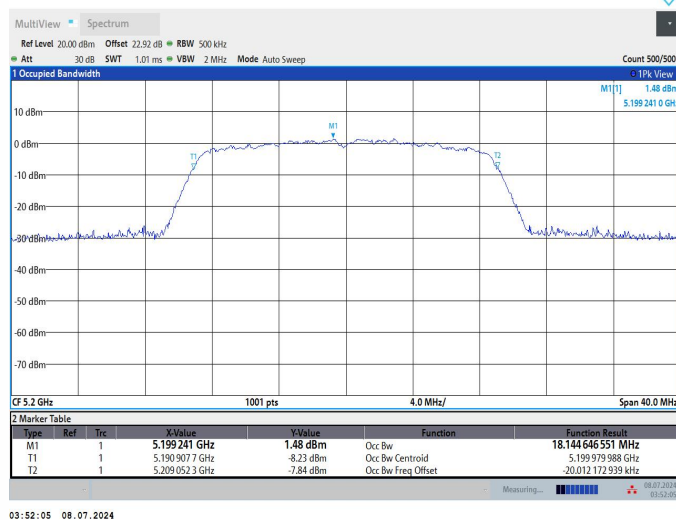 MultiView Spectrum
Ref Level 20.00 dBm Offset 22.92 dB RBW 500 kHz
Att 30 dB SWT 1.01 ms VBW 2 MHz Mode Auto Sweep Count 500/500
1 Occupied Bandwidth 1Pk View
M1[1] 1.48 dBm
5.199 241 0 GHz
10 dBm
M1
0 dBm
T1 T2
-10 dBm
-20 dBm
-30 dBm
-40 dBm
-50 dBm
-60 dBm
-70 dBm
CF 5.2 GHz 1001 pts 4.0 MHz/ Span 40.0 MHz
2 Marker Table
Type Ref Trc X-Value Y-Value Function Function Result
M1 1 5.199 241 GHz 1.48 dBm Occ Bw 18.144 646 551 MHz
T1 1 5.190 907 7 GHz -8.23 dBm Occ Bw Centroid 5.199 979 988 GHz
T2 1 5.209 052 3 GHz -7.84 dBm Occ Bw Freq Offset -20.012 172 939 kHz
Measuring... 08.07.2024
03:52:05
03:52:05 08.07.2024